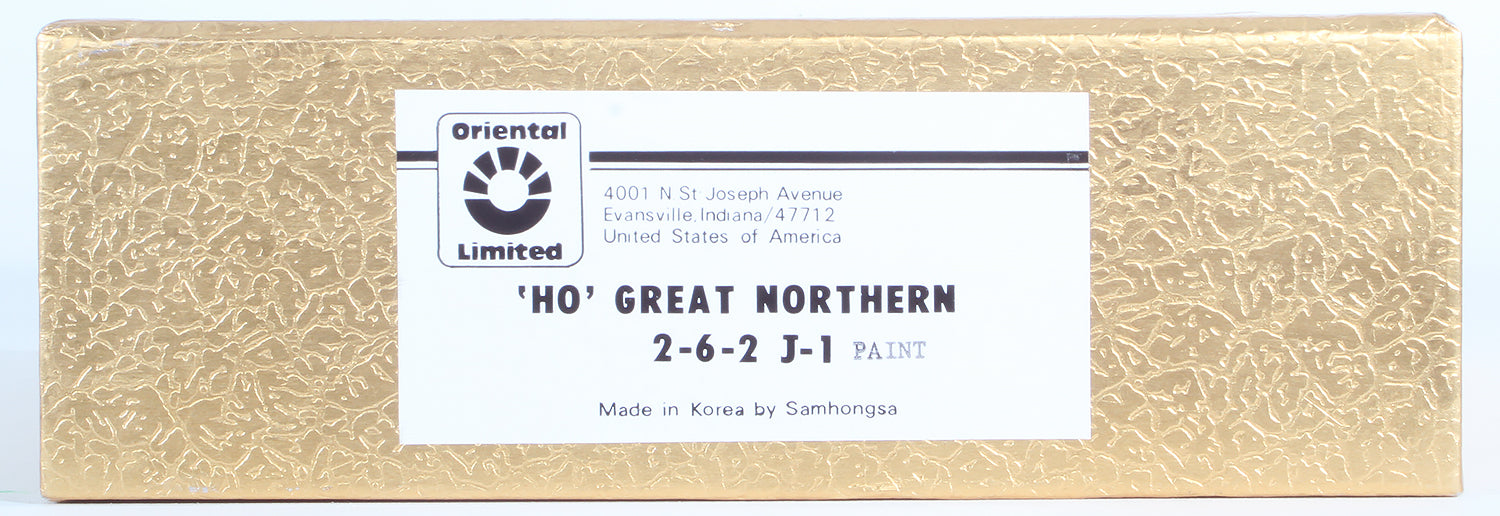 Oriental
Limited
4001 N. St. Joseph Avenue
Evansville, Indiana/47712
United States of America
'HO' GREAT NORTHERN
2-6-2 J-1 PAINT
Made in Korea by Samhongsa